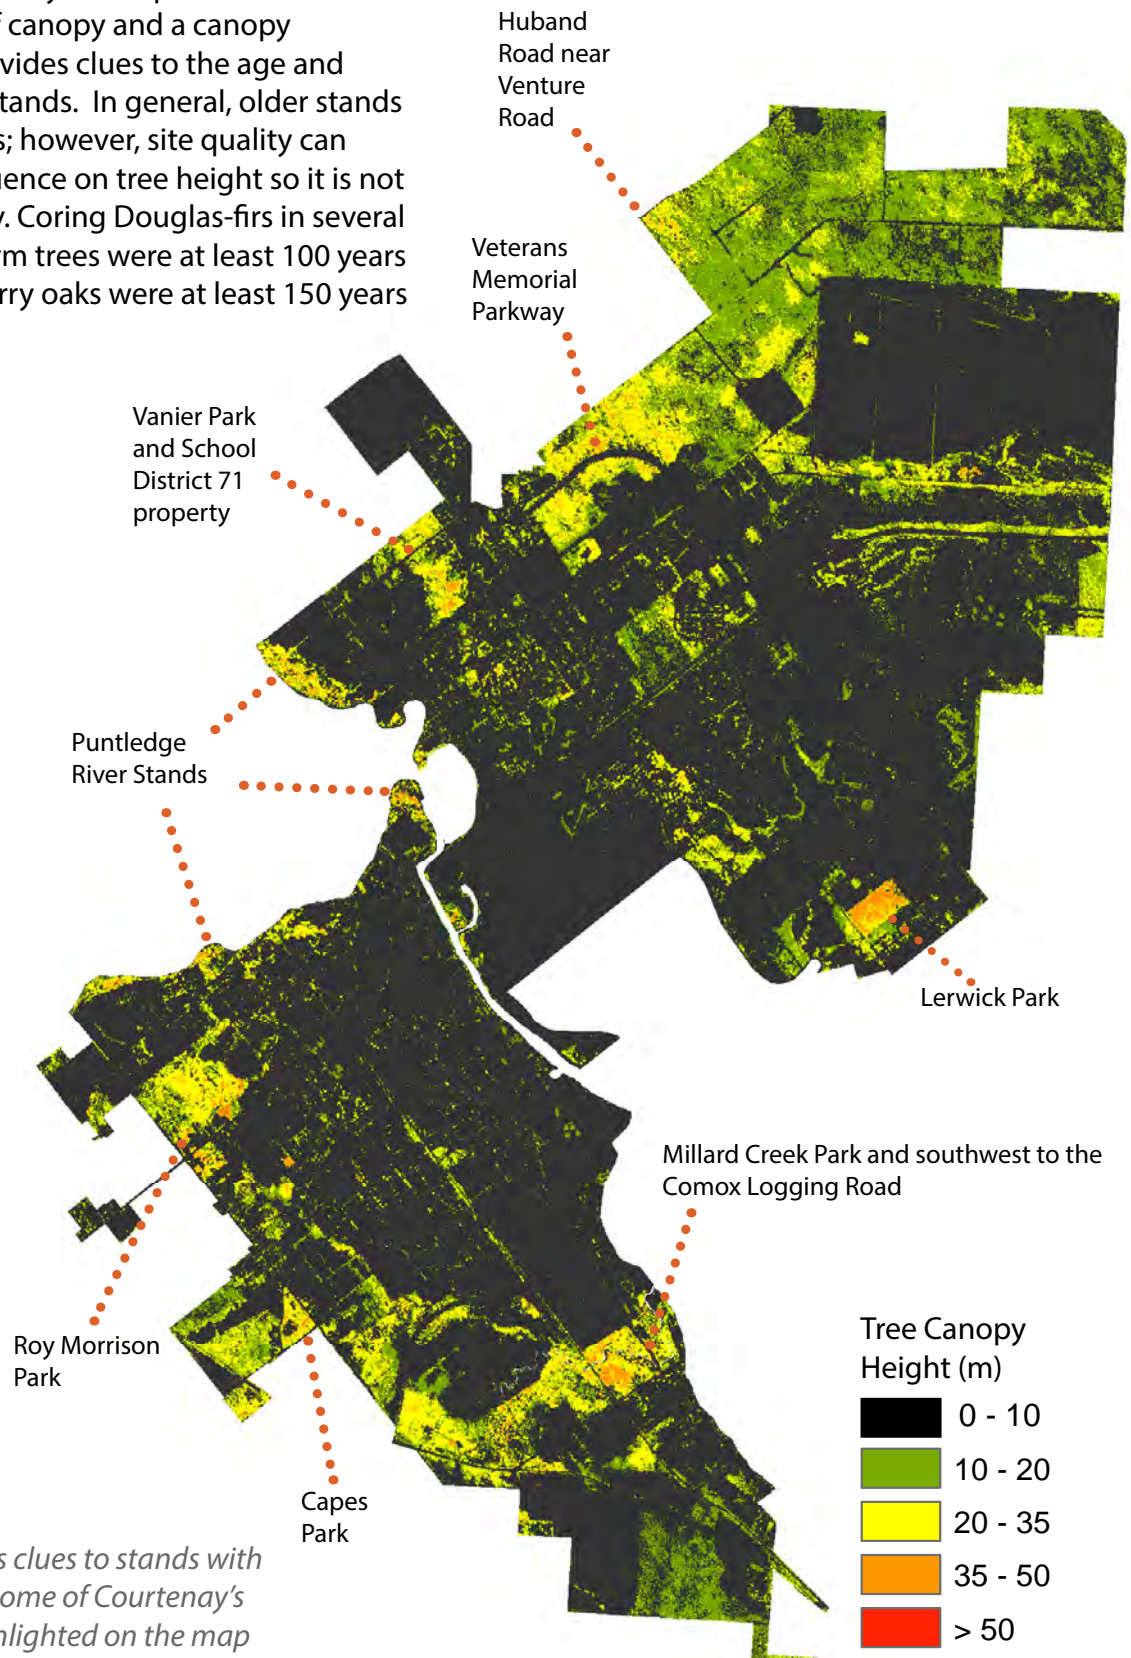 f canopy and a canopy
vides clues to the age and
tands. In general, older stands
s; however, site quality can
uence on tree height so it is not
y. Coring Douglas-firs in several
rm trees were at least 100 years
rry oaks were at least 150 years
Huband
Road near
Venture
Road
Veterans
Memorial
Parkway
Vanier Park
and School
District 71
property
Puntledge
River Stands
Lerwick Park
Millard Creek Park and southwest to the
Comox Logging Road
Roy Morrison
Park
Capes
Park
Tree Canopy
Height (m)
0 - 10
10 - 20
20 - 35
35 - 50
> 50
s clues to stands with
ome of Courtenay's
hlighted on the map